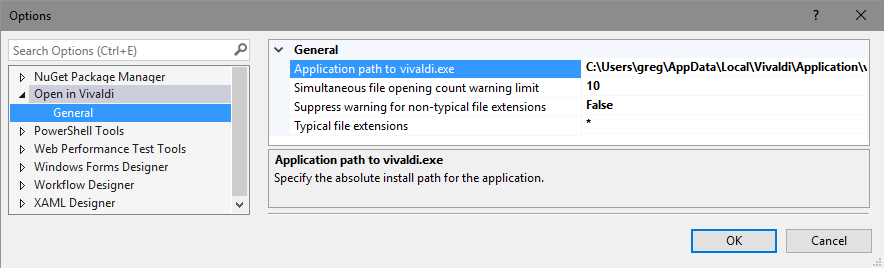 Options
Search Options (Ctrl+E)
NuGet Package Manager
Open in Vivaldi
General
PowerShell Tools
Web Performance Test Tools
Windows Forms Designer
Workflow Designer
XAML Designer
General
Application path to vivaldi.exe C:\Users\greg\AppData\Local\Vivaldi\Application\
Simultaneous file opening count warning limit 10
Suppress warning for non-typical file extensions False
Typical file extensions *
Application path to vivaldi.exe
Specify the absolute install path for the application.
OK Cancel